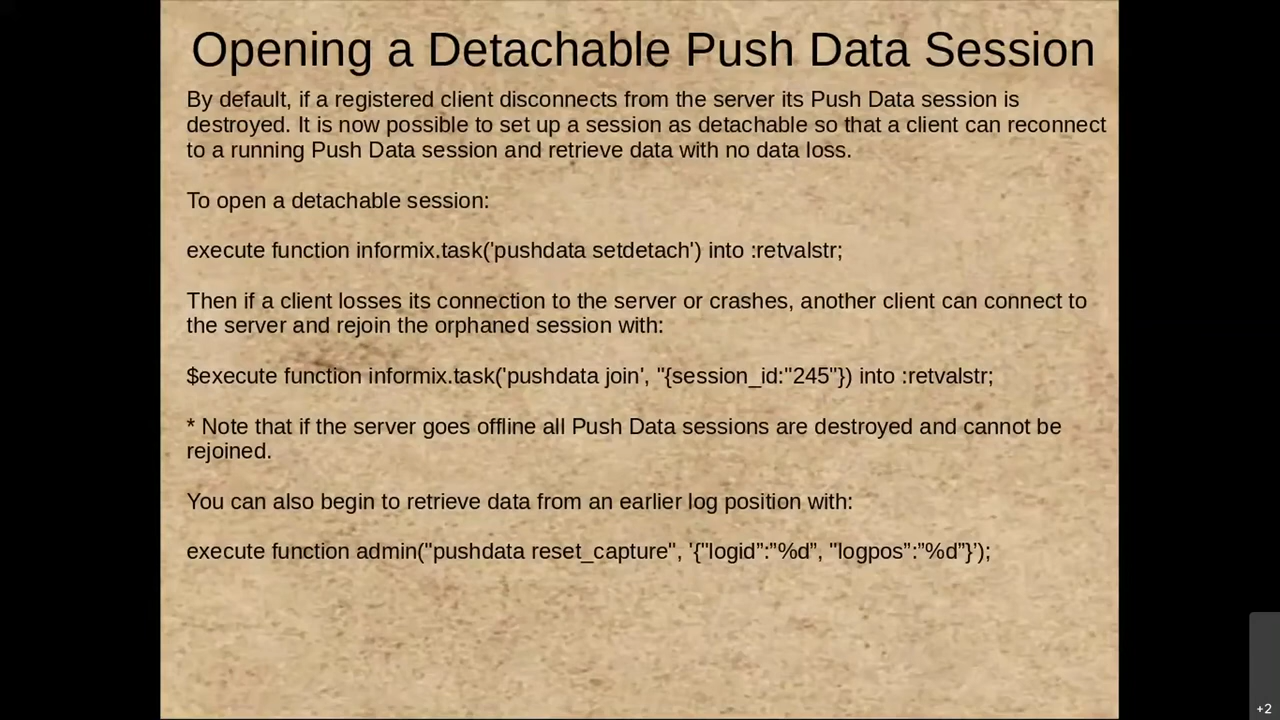 Opening a Detachable Push Data Session
By default, if a registered client disconnects from the server its Push Data session is
destroyed. It is now possible to set up a session as detachable so that a client can reconnect
to a running Push Data session and retrieve data with no data loss.
To open a detachable session:
execute function informix.task('pushdata setdetach') into :retvalstr;
Then if a client losses its connection to the server or crashes, another client can connect to
the server and rejoin the orphaned session with:
$execute function informix.task('pushdata join', "{session_id:"245"}) into :retvalstr;
* Note that if the server goes offline all Push Data sessions are destroyed and cannot be
rejoined.
You can also begin to retrieve data from an earlier log position with:
execute function admin("pushdata reset_capture", '{"logid”:”%d”, "logpos”:”%d”}’);
+2